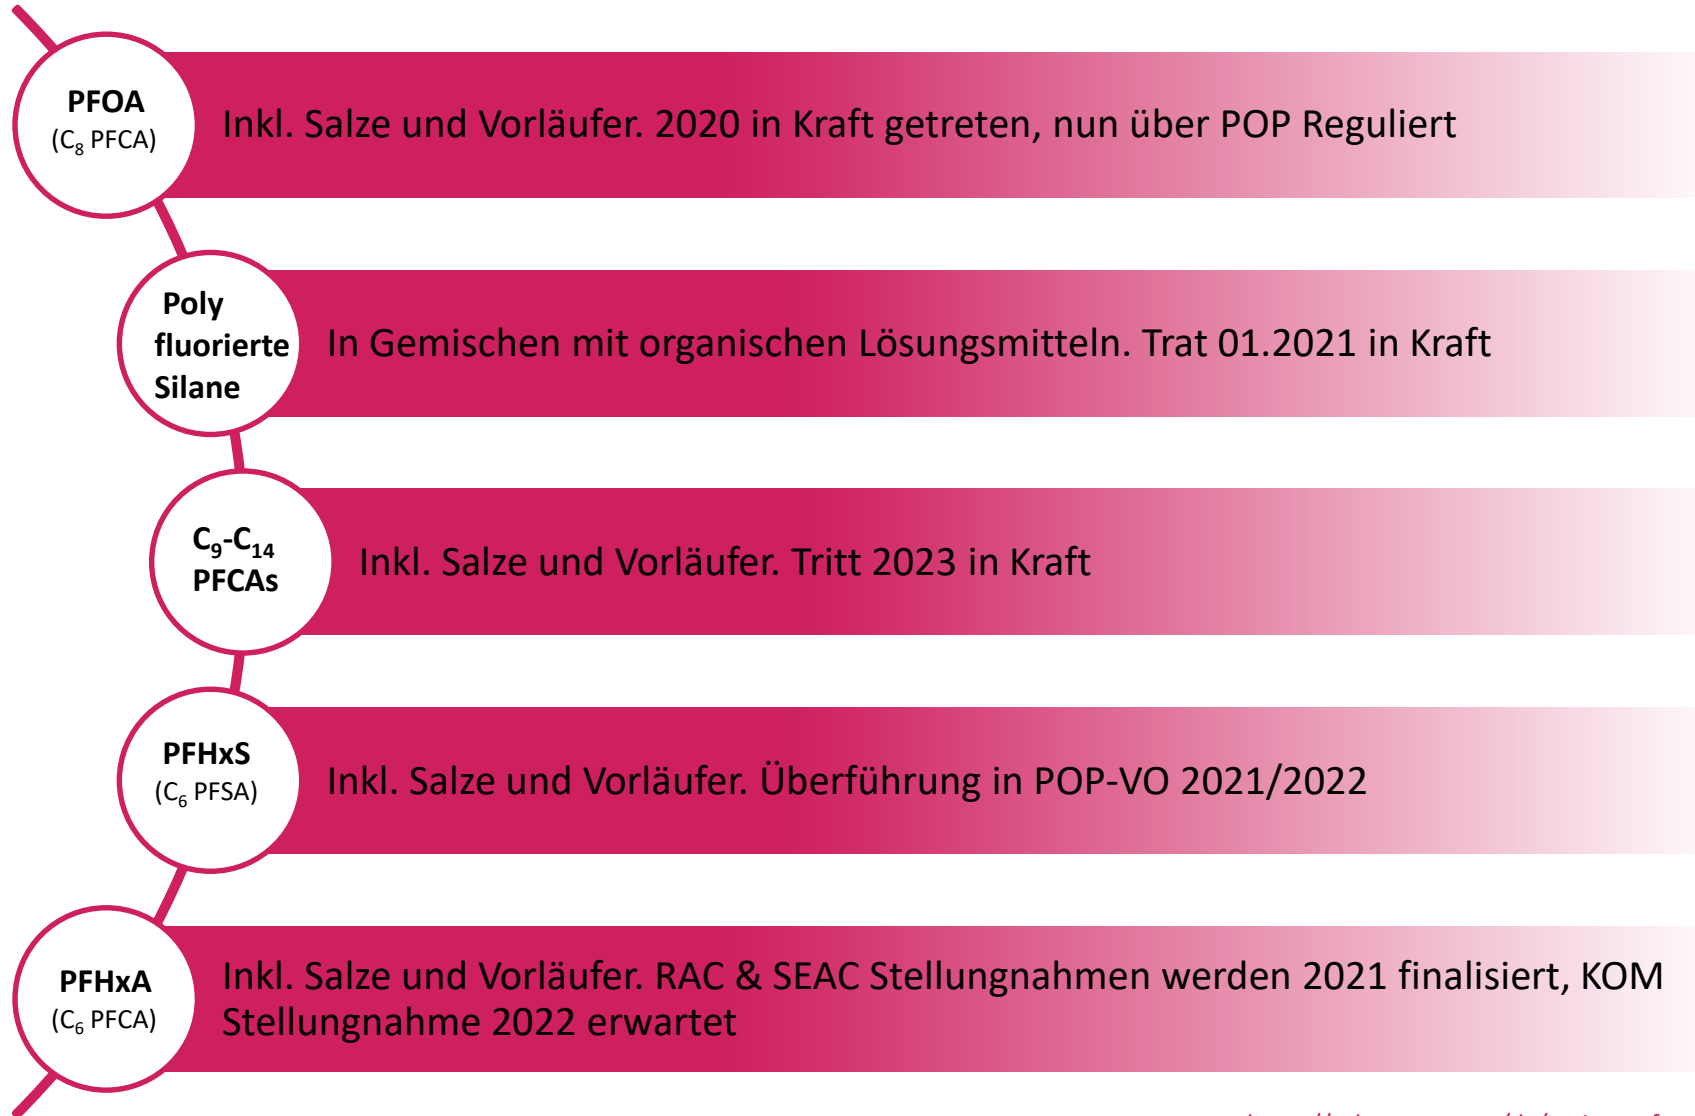 PFOA
(C₈ PFCA)
Inkl. Salze und Vorläufer. 2020 in Kraft getreten, nun über POP Reguliert
Poly
fluorierte
Silane
In Gemischen mit organischen Lösungsmitteln. Trat 01.2021 in Kraft
C₉-C₁₄
PFCAs
Inkl. Salze und Vorläufer. Tritt 2023 in Kraft
PFHxS
(C₆ PFSA)
Inkl. Salze und Vorläufer. Überführung in POP-VO 2021/2022
PFHxA
(C₆ PFCA)
Inkl. Salze und Vorläufer. RAC & SEAC Stellungnahmen werden 2021 finalisiert, KOM
Stellungnahme 2022 erwartet